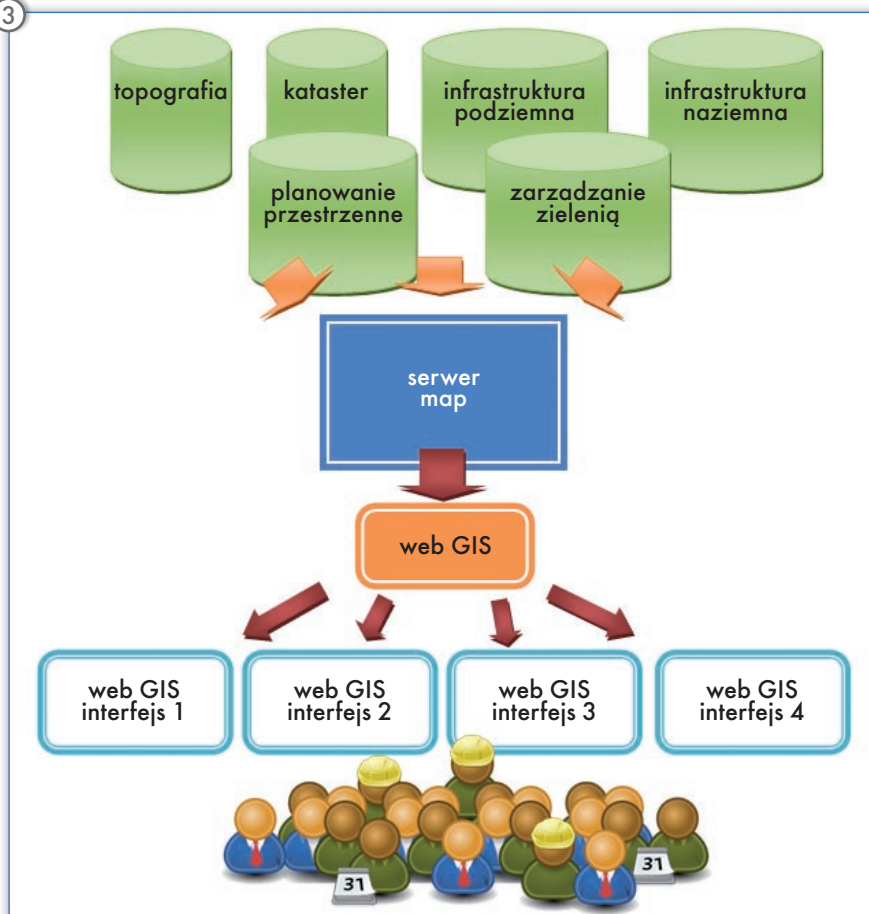 3
topografia
kataster
infrastruktura
podziemna
infrastruktura
naziemna
planowanie
przestrzenne
zarzadzanie
zielenią
serwer
map
web GIS
web GIS
interfejs 1
web GIS
interfejs 2
web GIS
interfejs 3
web GIS
interfejs 4
31
31